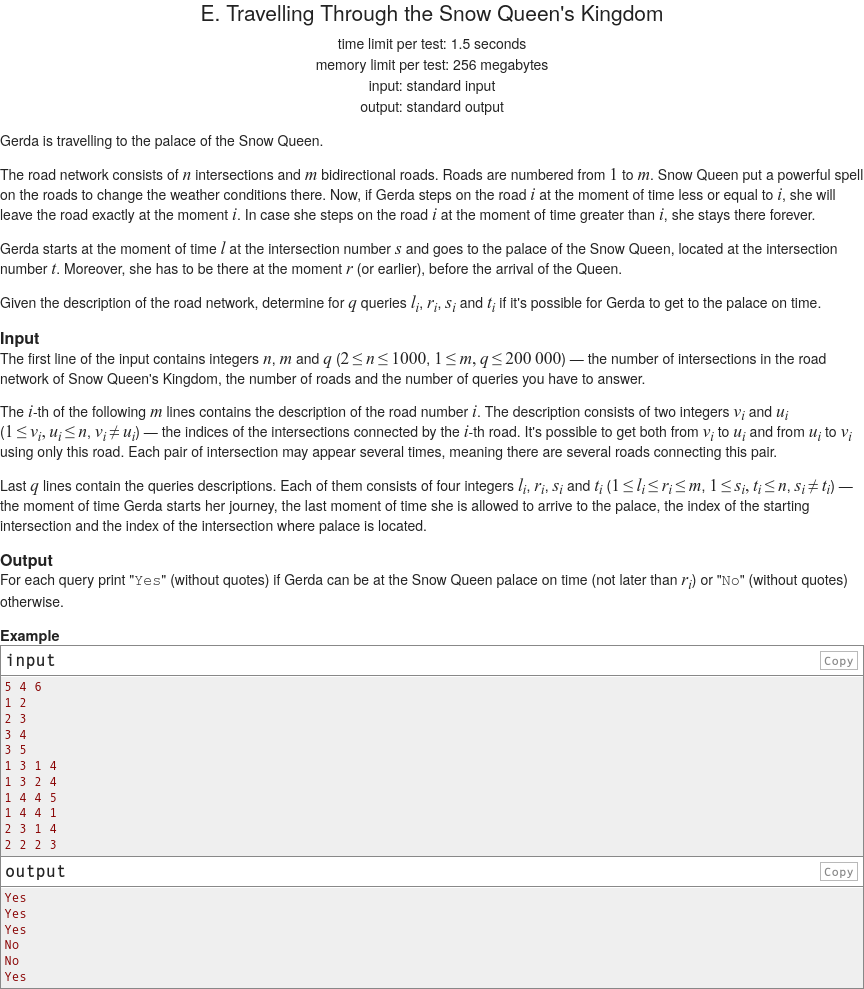 E. Travelling Through the Snow Queen's Kingdom
time limit per test: 1.5 seconds
memory limit per test: 256 megabytes
input: standard input
output: standard output
Gerda is travelling to the palace of the Snow Queen.
The road network consists of n intersections and m bidirectional roads. Roads are numbered from 1 to m. Snow Queen put a powerful spell
on the roads to change the weather conditions there. Now, if Gerda steps on the road i at the moment of time less or equal to i, she will
leave the road exactly at the moment i. In case she steps on the road i at the moment of time greater than i, she stays there forever.
Gerda starts at the moment of time l at the intersection number s and goes to the palace of the Snow Queen, located at the intersection
number t. Moreover, she has to be there at the moment r (or earlier), before the arrival of the Queen.
Given the description of the road network, determine for q queries l_i, r_i, s_i and t_i if it's possible for Gerda to get to the palace on time.
Input
The first line of the input contains integers n, m and q (2 ≤ n ≤ 1000, 1 ≤ m, q ≤ 200 000) — the number of intersections in the road
network of Snow Queen's Kingdom, the number of roads and the number of queries you have to answer.
The i-th of the following m lines contains the description of the road number i. The description consists of two integers v_i and u_i
(1 ≤ v_i, u_i ≤ n, v_i ≠ u_i) — the indices of the intersections connected by the i-th road. It's possible to get both from v_i to u_i and from u_i to v_i
using only this road. Each pair of intersection may appear several times, meaning there are several roads connecting this pair.
Last q lines contain the queries descriptions. Each of them consists of four integers l_i, r_i, s_i and t_i (1 ≤ l_i ≤ r_i ≤ m, 1 ≤ s_i, t_i ≤ n, s_i ≠ t_i) —
the moment of time Gerda starts her journey, the last moment of time she is allowed to arrive to the palace, the index of the starting
intersection and the index of the intersection where palace is located.
Output
For each query print "Yes" (without quotes) if Gerda can be at the Snow Queen palace on time (not later than r_i) or "No" (without quotes)
otherwise.
Example
input Copy
5 4 6
1 2
2 3
3 4
3 5
1 3 1 4
1 3 2 4
1 4 4 5
1 4 4 1
2 3 1 4
2 2 2 3
output Copy
Yes
Yes
Yes
No
No
Yes